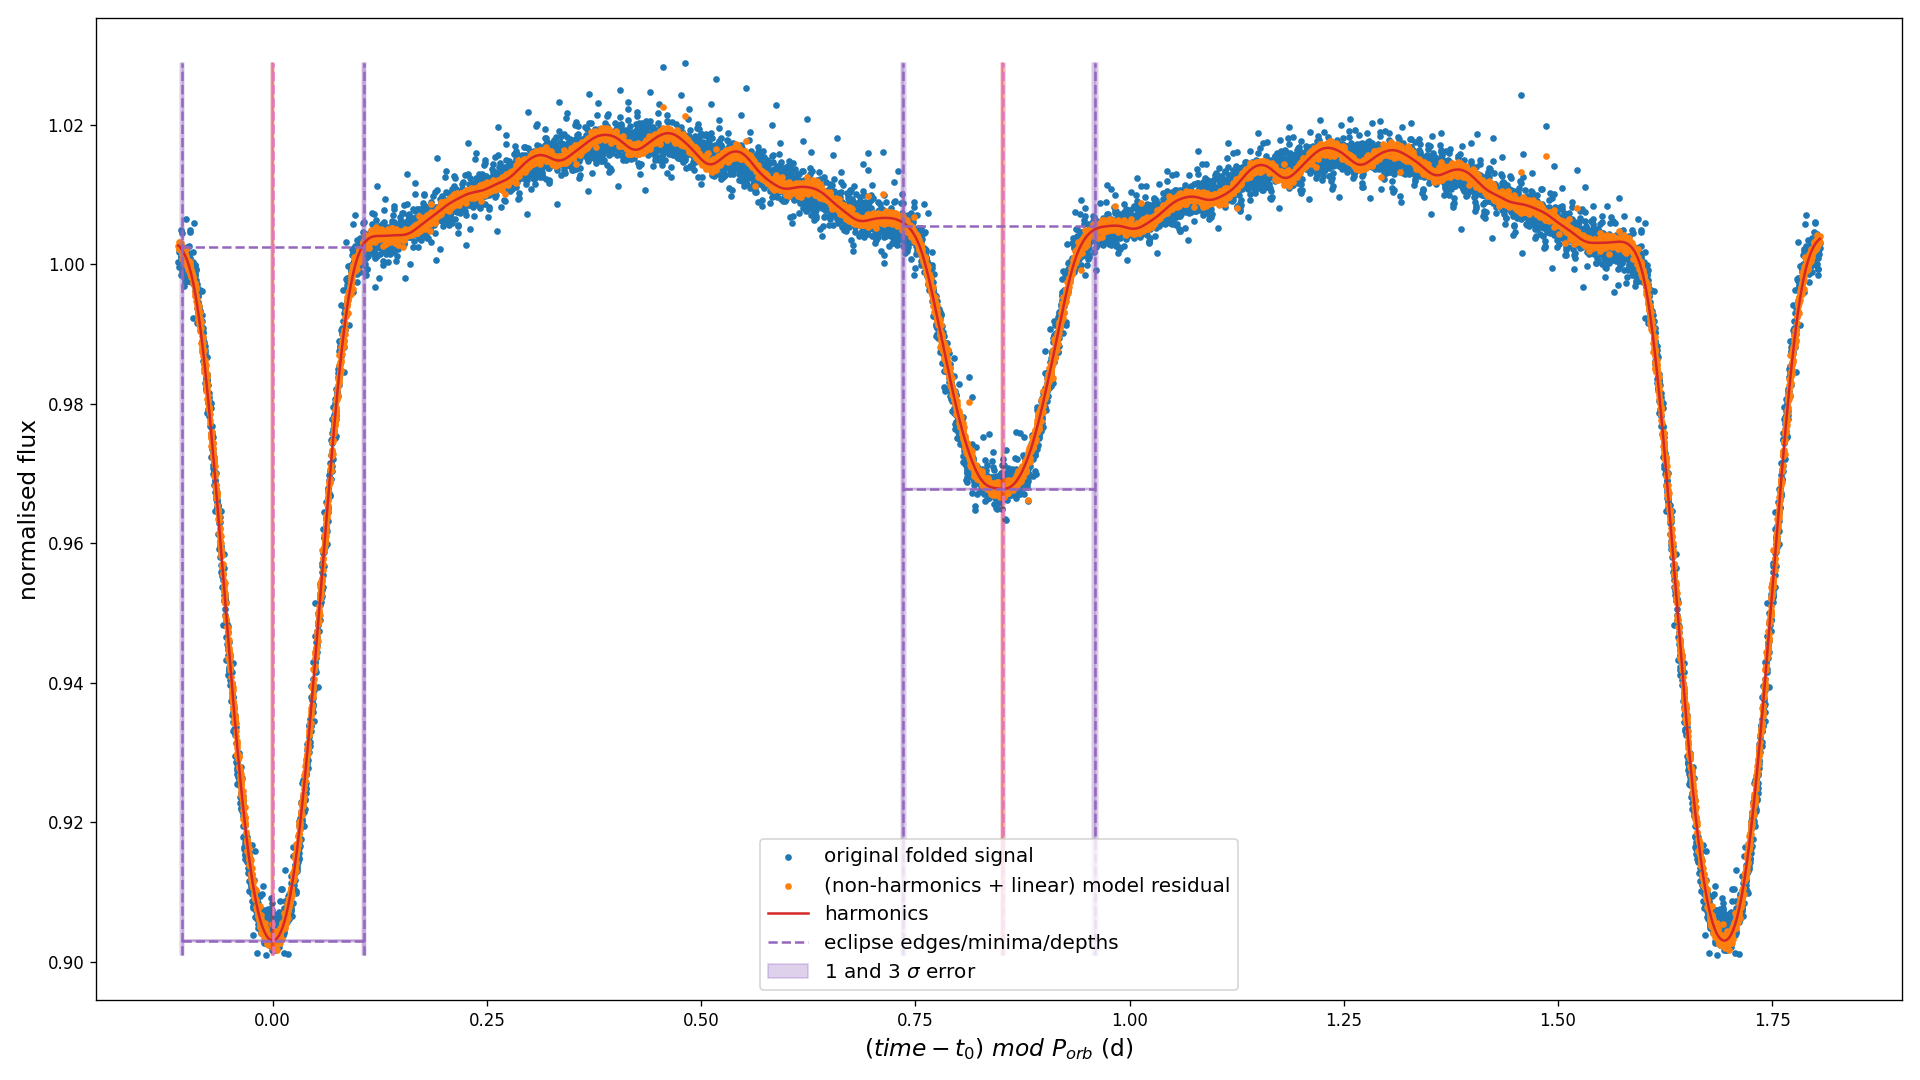 normalised flux
1.02
1.00
0.98
0.96
0.94
0.92
0.90
original folded signal
(non-harmonics + linear) model residual
harmonics
eclipse edges/minima/depths
1 and 3 σ error
0.00 0.25 0.50 0.75 1.00 1.25 1.50 1.75
(time − t₀) mod Pₒᵣb (d)